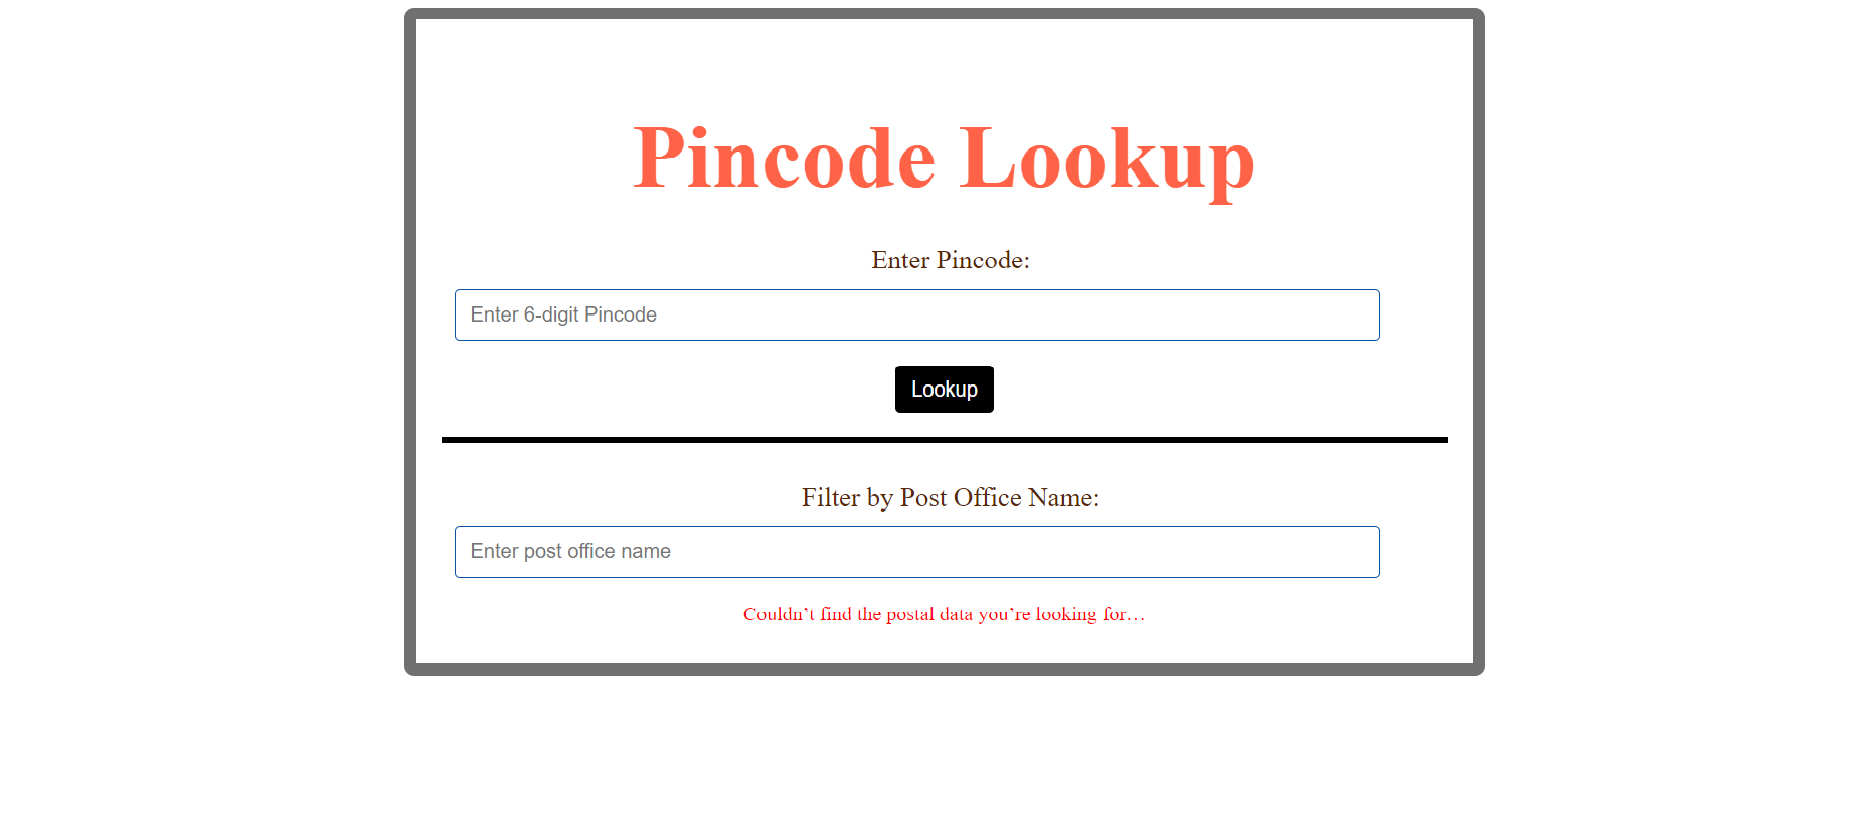 Pincode Lookup
Enter Pincode:
Enter 6-digit Pincode
Lookup
Filter by Post Office Name:
Enter post office name
Couldn’t find the postal data you’re looking for…